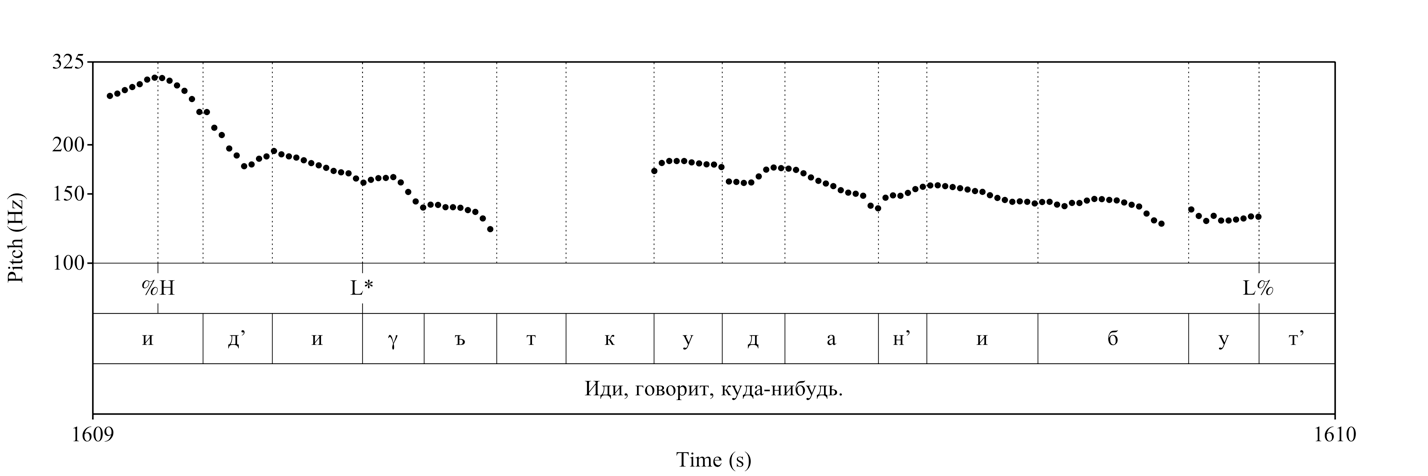 325
200
150
100
Pitch (Hz)
%H L* L%
и д’ и γ ъ т к у д а н’ и б у т’
Иди, говорит, куда-нибудь.
1609 1610
Time (s)